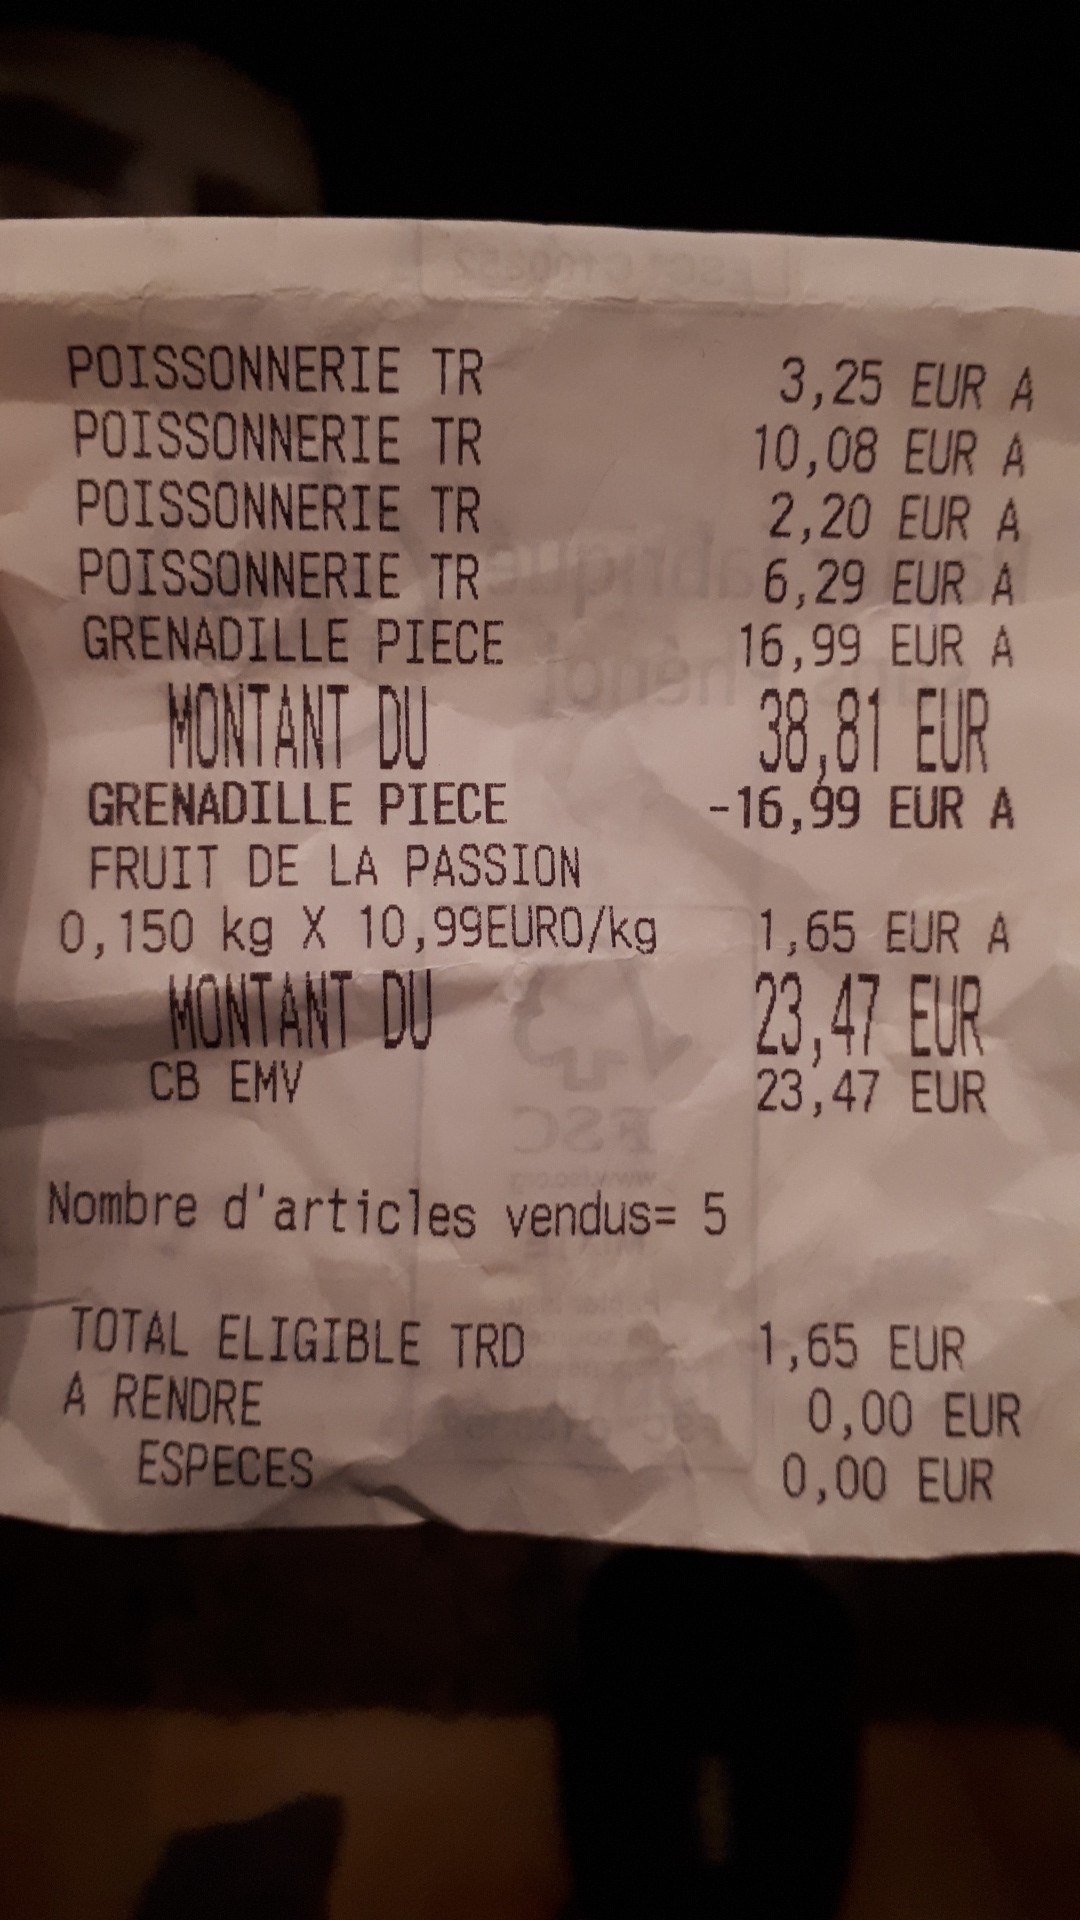 POISSONNERIE TR 3,25 EUR A
POISSONNERIE TR 10,08 EUR A
POISSONNERIE TR 2,20 EUR A
POISSONNERIE TR 6,29 EUR A
GRENADILLE PIECE 16,99 EUR A
MONTANT DU 38,81 EUR
GRENADILLE PIECE -16,99 EUR A
FRUIT DE LA PASSION
0,150 kg X 10,99EURO/kg 1,65 EUR A
MONTANT DU 23,47 EUR
CB EMV 23,47 EUR
Nombre d'articles vendus= 5
TOTAL ELIGIBLE TRD 1,65 EUR
A RENDRE 0,00 EUR
ESPECES 0,00 EUR